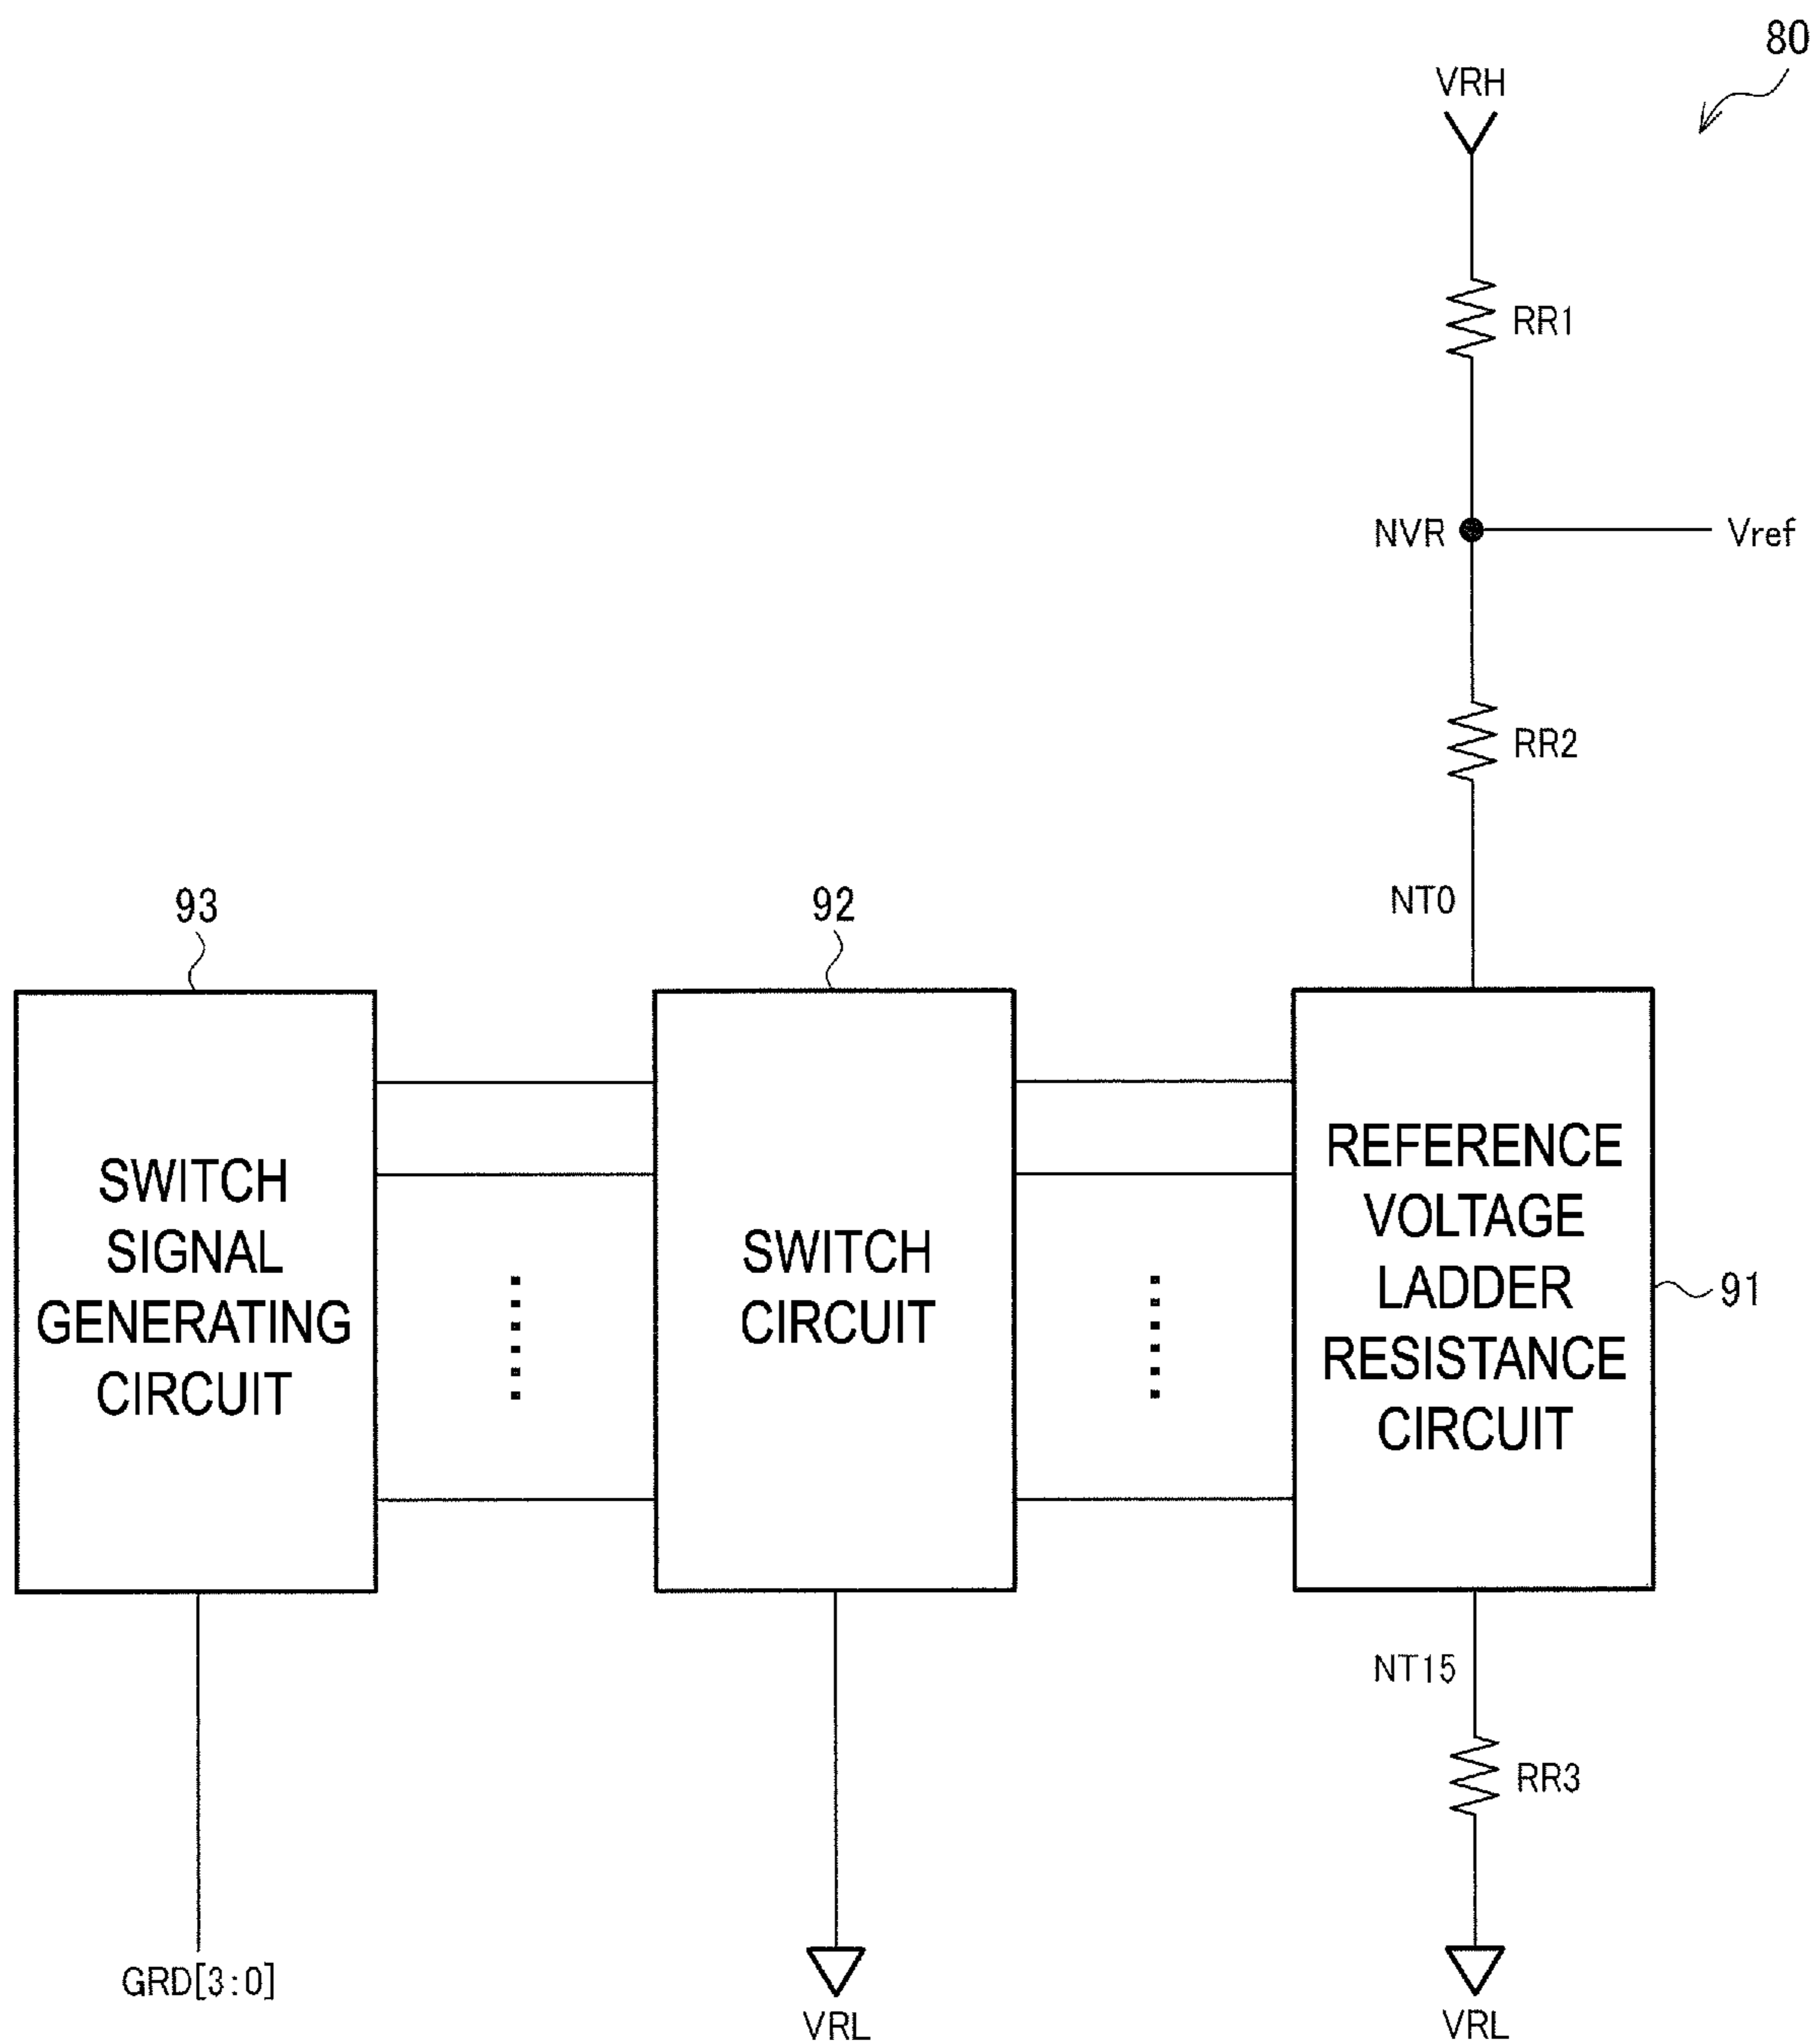 80
VRH
RR1
NVR
Vref
RR2
NT0
93
92
SWITCH
SIGNAL
GENERATING
CIRCUIT
SWITCH
CIRCUIT
REFERENCE
VOLTAGE
LADDER
RESISTANCE
CIRCUIT
91
NT15
RR3
GRD[3:0]
VRL
VRL